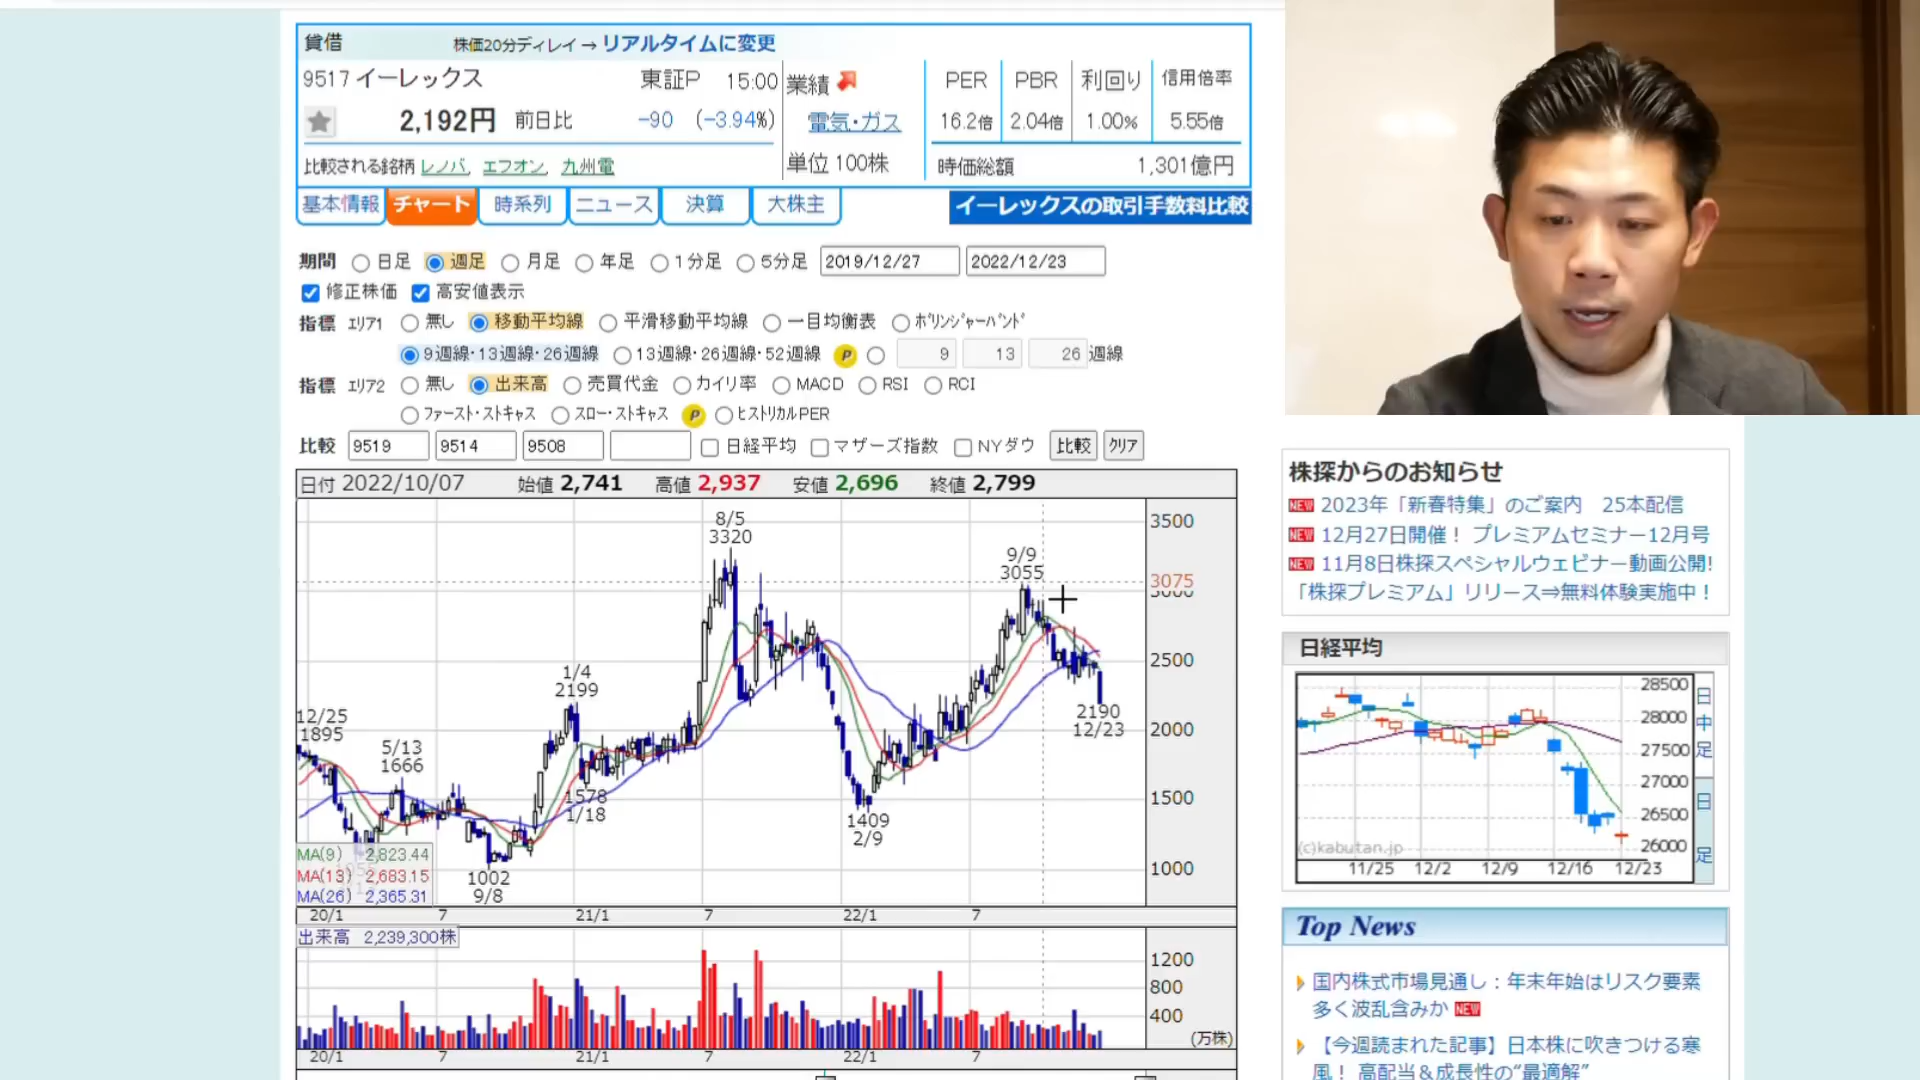 貸借
株価20分ディレイ → リアルタイムに変更
9517 イーレックス 東証P 15:00
2,192円 前日比 -90 (-3.94%)
比較される銘柄 レノバ, エフオン, 九州電
業績
電気・ガス
単位 100株
PER PBR 利回り 信用倍率
16.2倍 2.04倍 1.00% 5.55倍
時価総額 1,301億円
基本情報 チャート 時系列 ニュース 決算 大株主
イーレックスの取引手数料比較
期間 日足 週足 月足 年足 1分足 5分足 2019/12/27 2022/12/23
修正株価 高安値表示
指標 エリア1 無し 移動平均線 平滑移動平均線 一目均衡表 ボリンジャーバンド
9週線・13週線・26週線 13週線・26週線・52週線 P 9 13 26 週線
指標 エリア2 無し 出来高 売買代金 カイリ率 MACD RSI RCI
ファースト・ストキャス スロー・ストキャス P ヒストリカルPER
比較 9519 9514 9508 日経平均 マザーズ指数 NYダウ 比較 クリア
日付 2022/10/07 始値 2,741 高値 2,937 安値 2,696 終値 2,799
8/5
3320
9/9
3055
1/4
2199
12/25
1895
5/13
1666
1578
1/18
1409
2/9
1002
9/8
2190
12/23
3500
3075
3000
2500
2000
1500
1000
MA(9) 2,823.44
MA(13) 2,683.15
MA(26) 2,365.31
20/1 7 21/1 7 22/1 7
出来高 2,239,300株
1200
800
400
(万株)
20/1 7 21/1 7 22/1 7
株探からのお知らせ
NEW 2023年「新春特集」のご案内 25本配信
NEW 12月27日開催！ プレミアムセミナー12月号
NEW 11月8日株探スペシャルウェビナー動画公開!
「株探プレミアム」リリース⇒無料体験実施中！
日経平均
28500
28000
27500
27000
26500
26000
日
中
足
日
足
(c)kabutan.jp
11/25 12/2 12/9 12/16 12/23
Top News
国内株式市場見通し：年末年始はリスク要素
多く波乱含みか NEW
【今週読まれた記事】日本株に吹きつける寒
風！ 高配当＆成長性の“最適解”